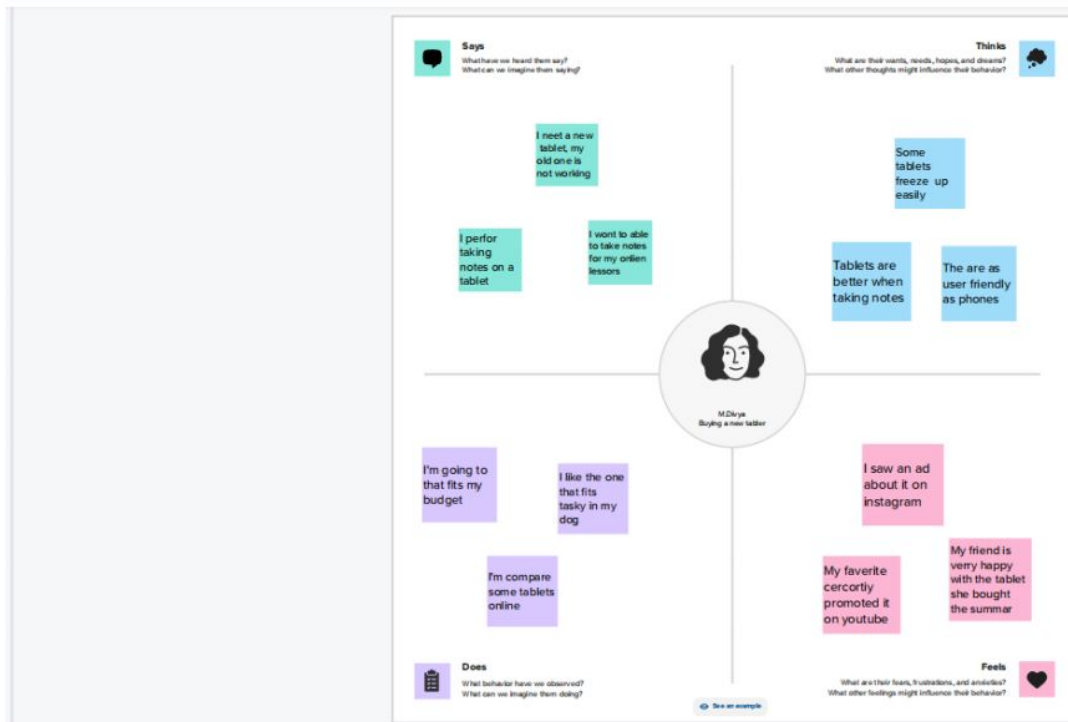 Says
What have we heard them say?
What can we imagine them saying?
Thinks
What are their wants, needs, hopes, and dreams?
What other thoughts might influence their behavior?
I neet a new
tablet, my
old one is
not working
I perfor
taking
notes on a
tablet
I wont to able
to take notes
for my onlien
lessors
Some
tablets
freeze up
easily
Tablets are
better when
taking notes
The are as
user friendly
as phones
M.Divya
Buying a new tabler
I'm going to
that fits my
budget
I like the one
that fits
tasky in my
dog
I'm compare
some tablets
online
I saw an ad
about it on
instagram
My faverite
cercortiy
promoted it
on youtube
My friend is
verry happy
with the tablet
she bought
the summar
Does
What behavior have we observed?
What can we imagine them doing?
Feels
What are their fears, frustrations, and anxieties?
What other feelings might influence their behavior?
See an example